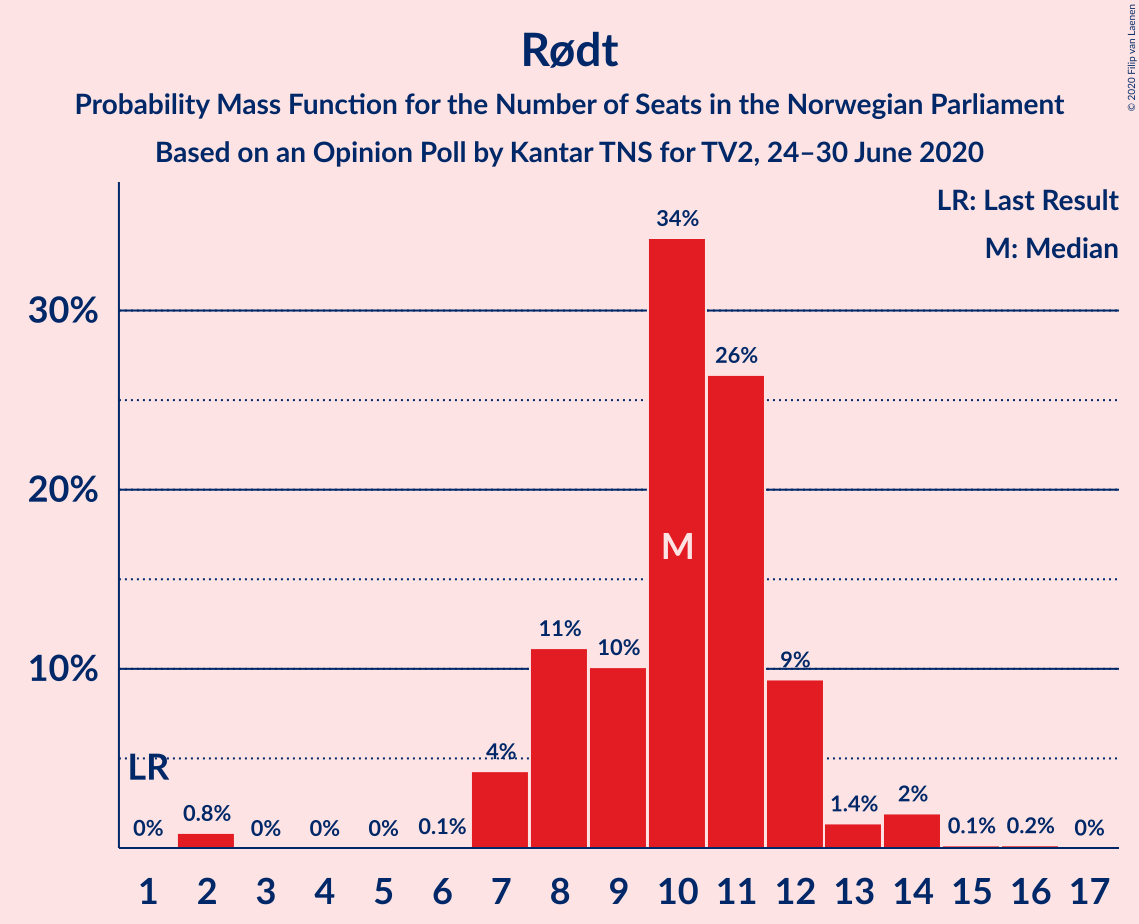 Rødt
Probability Mass Function for the Number of Seats in the Norwegian Parliament
Based on an Opinion Poll by Kantar TNS for TV2, 24–30 June 2020
© 2020 Filip van Laenen
LR: Last Result
M: Median
34%
30%
26%
20%
M
11%
10%
10%
9%
LR
4%
0%
0.8%
0%
0%
0%
0.1%
1.4%
2%
0.1%
0.2%
0%
1 2 3 4 5 6 7 8 9 10 11 12 13 14 15 16 17